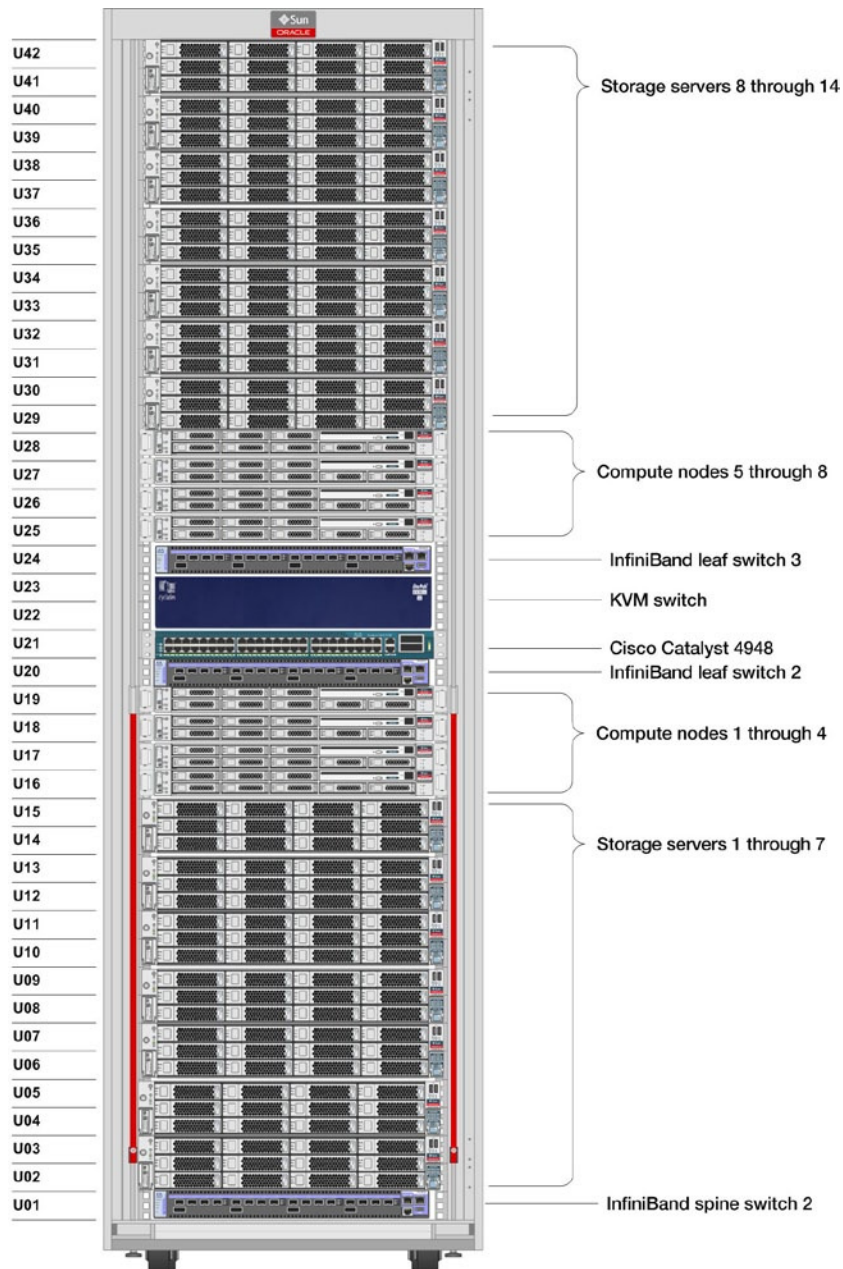 Sun
ORACLE
U42
U41
Storage servers 8 through 14
U40
U39
U38
U37
U36
U35
U34
U33
U32
U31
U30
U29
U28
U27
Compute nodes 5 through 8
U26
U25
U24
InfiniBand leaf switch 3
U23
KVM switch
U22
U21
Cisco Catalyst 4948
U20
InfiniBand leaf switch 2
U19
U18
Compute nodes 1 through 4
U17
U16
U15
U14
Storage servers 1 through 7
U13
U12
U11
U10
U09
U08
U07
U06
U05
U04
U03
U02
U01
InfiniBand spine switch 2